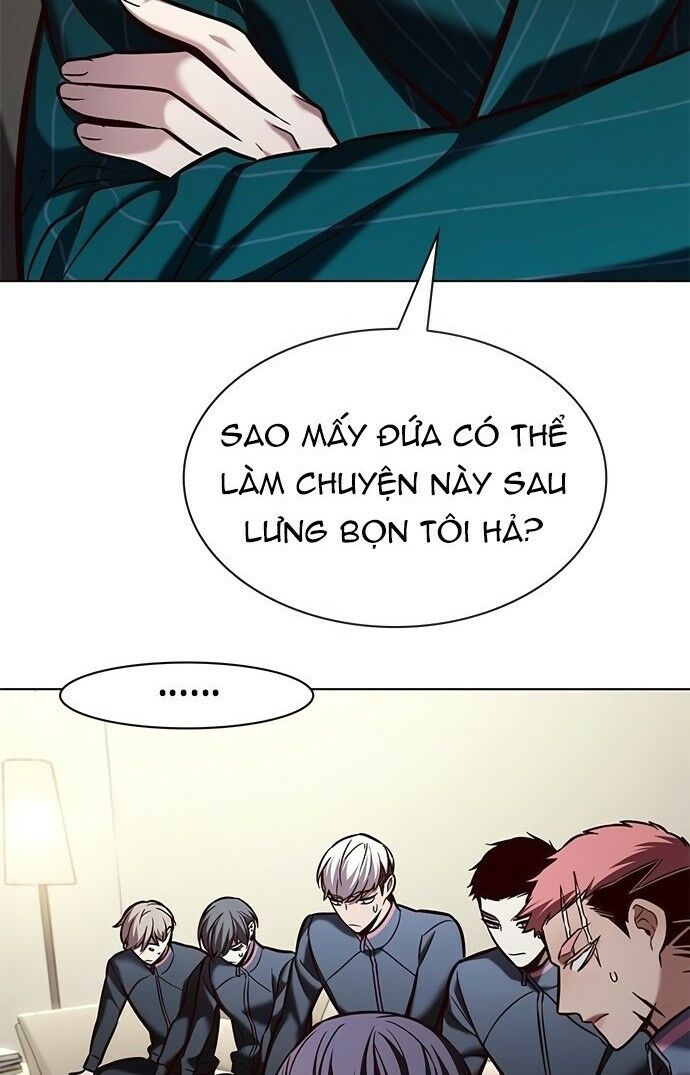 SAO MẤY ĐỨA CÓ THỂ
LÀM CHUYỆN NÀY SAU
LƯNG BỌN TÔI HẢ?
......